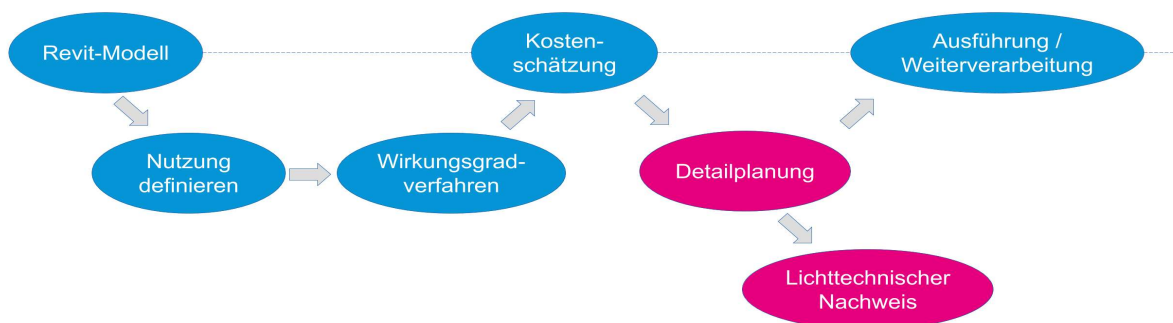 Revit-Modell
Nutzung
definieren
Wirkungsgrad-
verfahren
Kosten-
schätzung
Detailplanung
Lichttechnischer
Nachweis
Ausführung /
Weiterverarbeitung